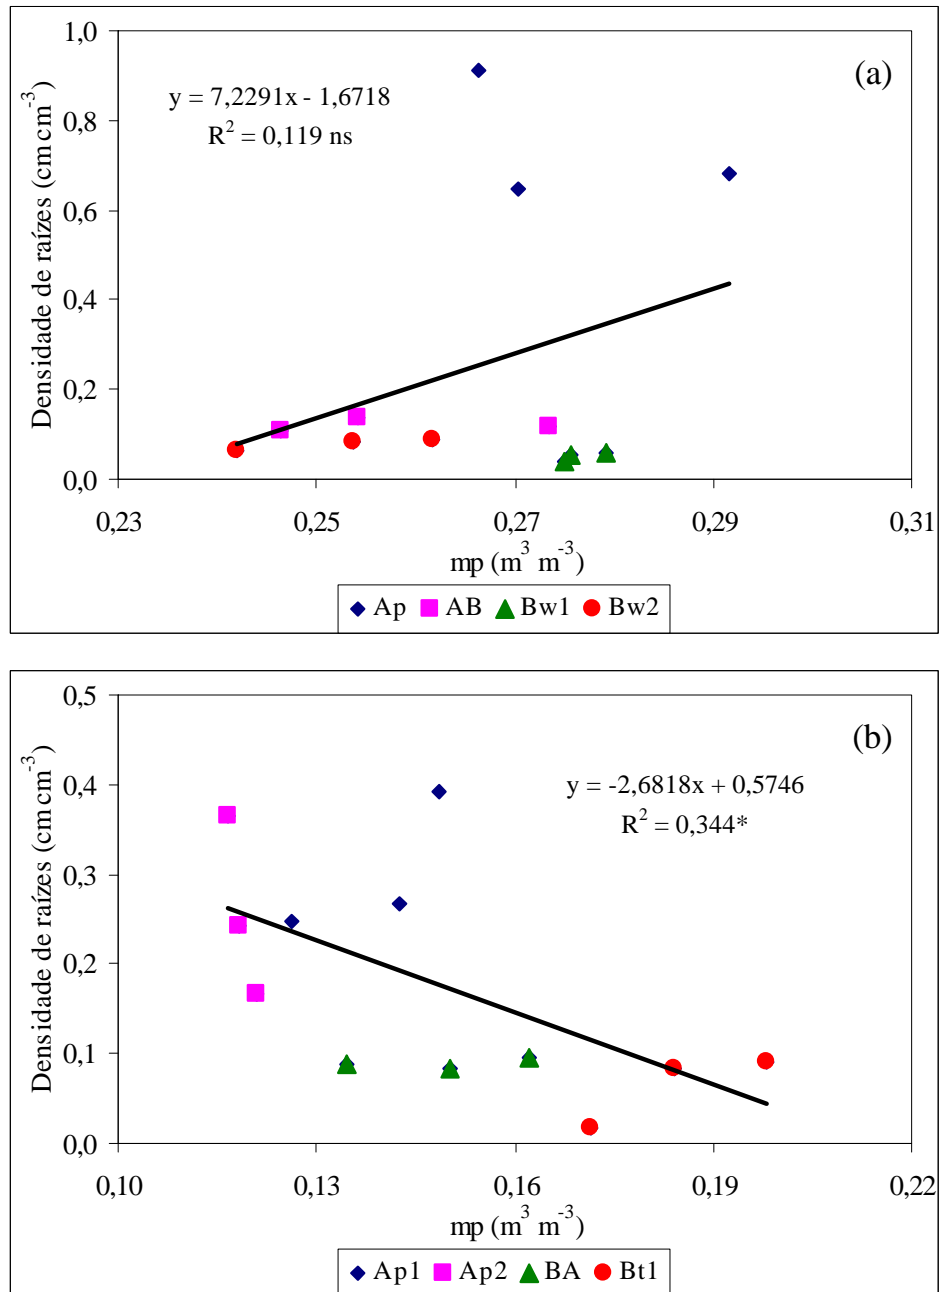 (a)
y = 7,2291x - 1,6718
R² = 0,119 ns
Densidade de raízes (cm cm⁻³)
1,0
0,8
0,6
0,4
0,2
0,0
0,23 0,25 0,27 0,29 0,31
mp (m³ m⁻³)
Ap AB Bw1 Bw2
(b)
y = -2,6818x + 0,5746
R² = 0,344*
Densidade de raízes (cm cm⁻³)
0,5
0,4
0,3
0,2
0,1
0,0
0,10 0,13 0,16 0,19 0,22
mp (m³ m⁻³)
Ap1 Ap2 BA Bt1